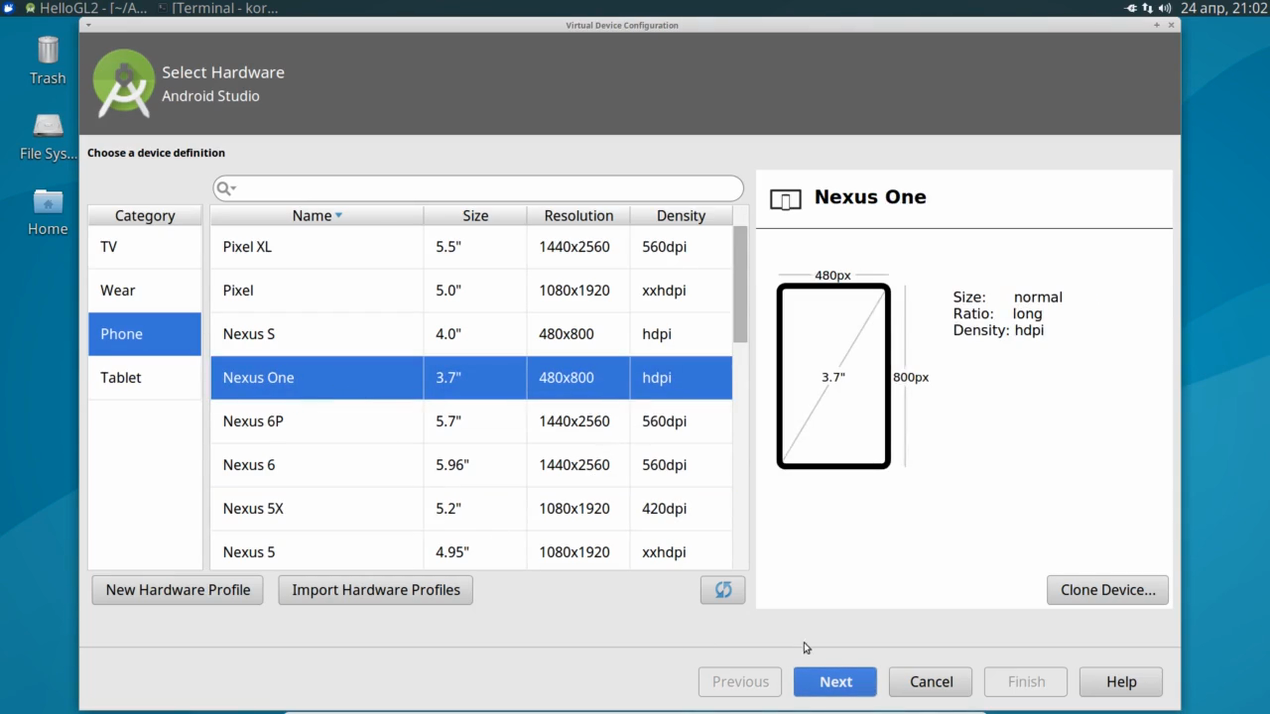 HelloGL2 - [~/A...
[Terminal - kor...
24 апр, 21:02
Virtual Device Configuration
Trash
File Sys...
Home
Select Hardware
Android Studio
Choose a device definition
Category
TV
Wear
Phone
Tablet
Name Size Resolution Density
Pixel XL 5.5" 1440x2560 560dpi
Pixel 5.0" 1080x1920 xxhdpi
Nexus S 4.0" 480x800 hdpi
Nexus One 3.7" 480x800 hdpi
Nexus 6P 5.7" 1440x2560 560dpi
Nexus 6 5.96" 1440x2560 560dpi
Nexus 5X 5.2" 1080x1920 420dpi
Nexus 5 4.95" 1080x1920 xxhdpi
New Hardware Profile
Import Hardware Profiles
Nexus One
480px
3.7"
800px
Size: normal
Ratio: long
Density: hdpi
Clone Device...
Previous
Next
Cancel
Finish
Help